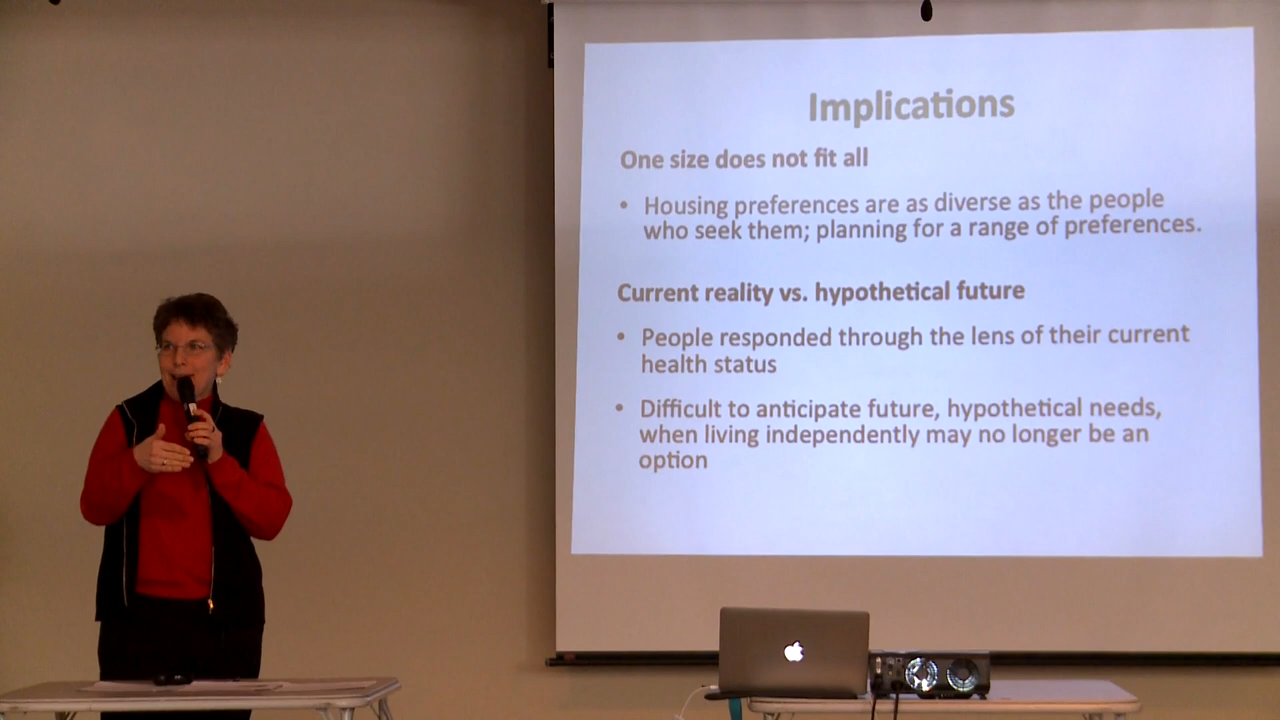 Implications
One size does not fit all
• Housing preferences are as diverse as the people
who seek them; planning for a range of preferences.
Current reality vs. hypothetical future
• People responded through the lens of their current
health status
• Difficult to anticipate future, hypothetical needs,
when living independently may no longer be an
option